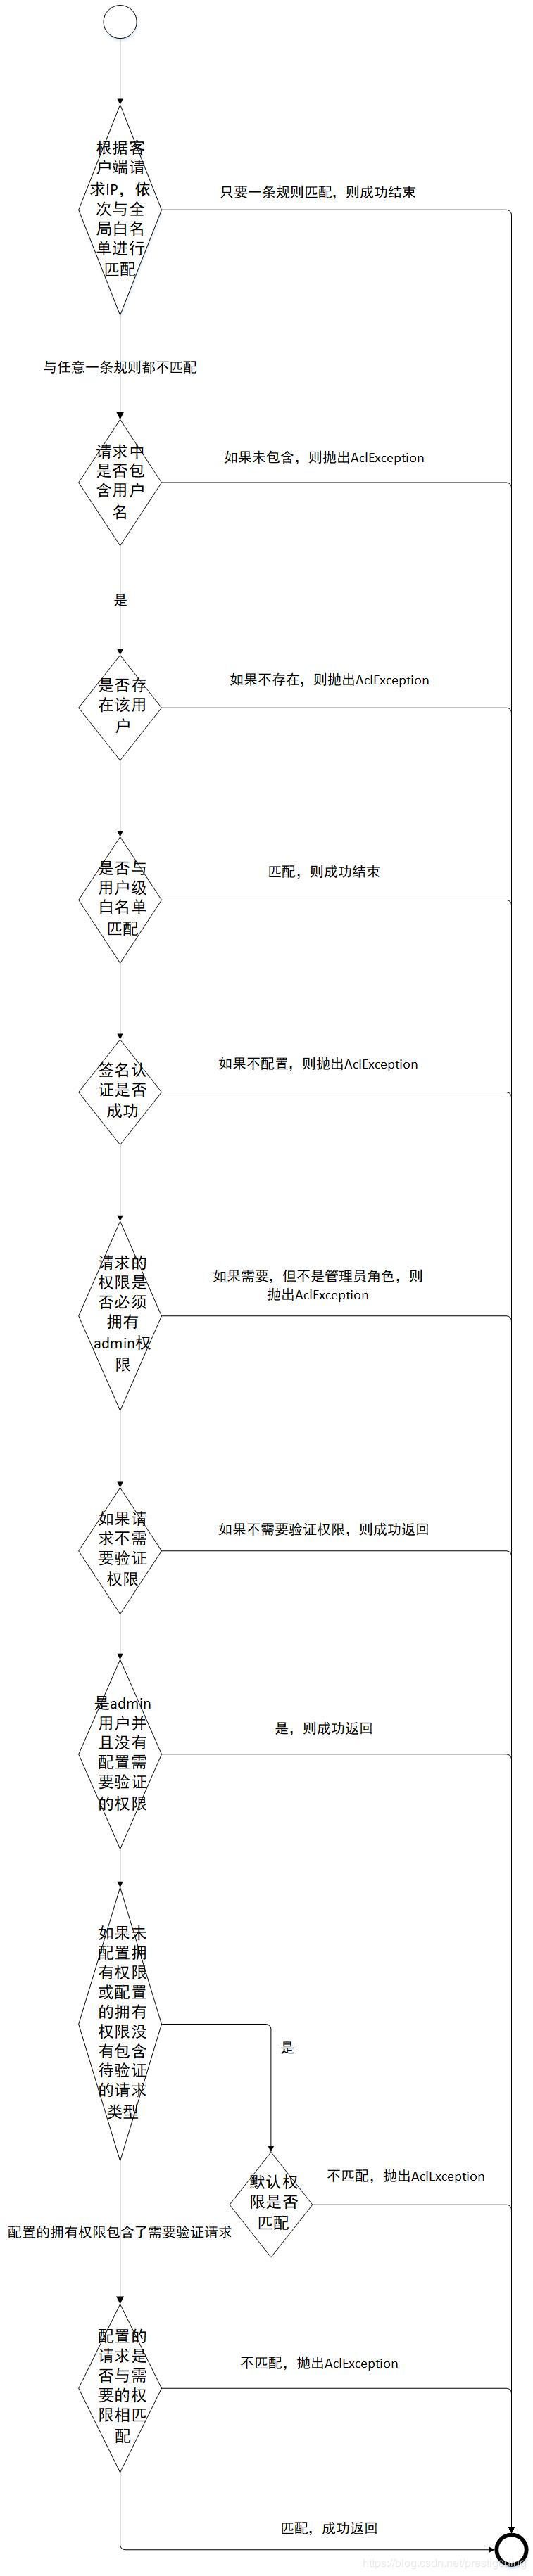 根据客
户端请
求IP，依
次与全
局白名
单进行
匹配
只要一条规则匹配，则成功结束
与任意一条规则都不匹配
请求中
是否包
含用户
名
如果未包含，则抛出AclException
是
是否存
在该用
户
如果不存在，则抛出AclException
是否与
用户级
白名单
匹配
匹配，则成功结束
签名认
证是否
成功
如果不配置，则抛出AclException
请求的
权限是
否必须
拥有
admin权
限
如果需要，但不是管理员角色，则
抛出AclException
如果请
求不需
要验证
权限
如果不需要验证权限，则成功返回
是admin
用户并
且没有
配置需
要验证
的权限
是，则成功返回
如果未
配置拥
有权限
或配置
的拥有
权限没
有包含
待验证
的请求
类型
是
默认权
限是否
匹配
不匹配，抛出AclException
配置的拥有权限包含了需要验证请求
配置的
请求是
否与需
要的权
限相匹
配
不匹配，抛出AclException
匹配，成功返回